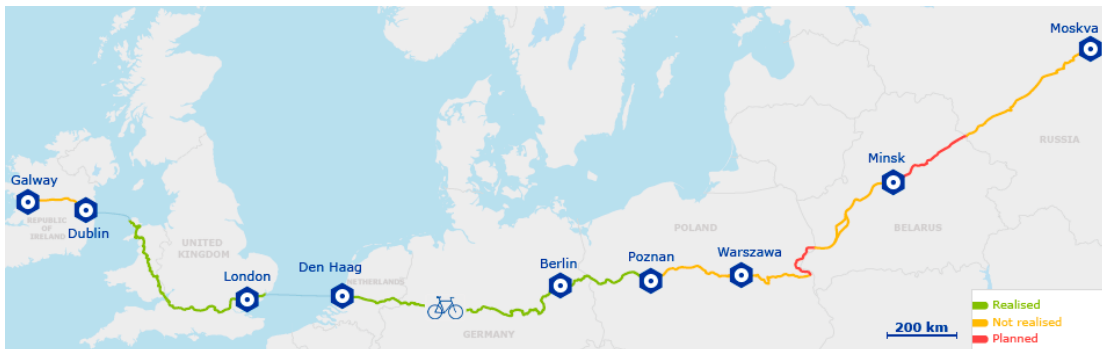 Moskva
RUSSIA
Minsk
Galway
REPUBLIC
OF
IRELAND
Dublin
UNITED
KINGDOM
POLAND
BELARUS
London
Den Haag
NETHERLANDS
Berlin
Poznan
Warszawa
GERMANY
200 km
Realised
Not realised
Planned